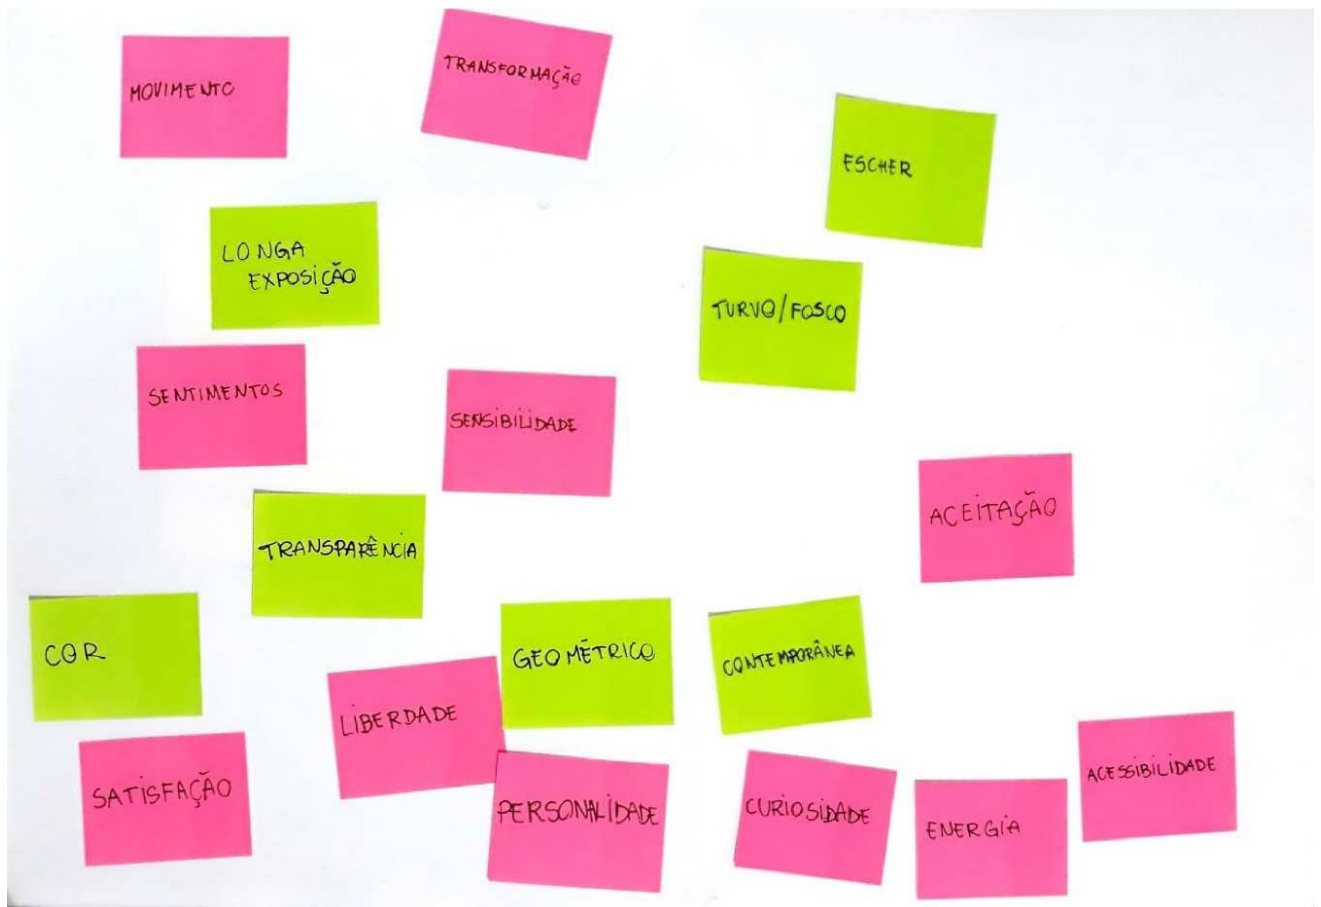 MOVIMENTO
TRANSFORMAÇÃO
ESCHER
LONGA
EXPOSIÇÃO
TURVO/FOSCO
SENTIMENTOS
SENSIBILIDADE
ACEITAÇÃO
TRANSPARÊNCIA
COR
GEOMÉTRICO
CONTEMPORÂNEA
LIBERDADE
SATISFAÇÃO
PERSONALIDADE
CURIOSIDADE
ENERGIA
ACESSIBILIDADE